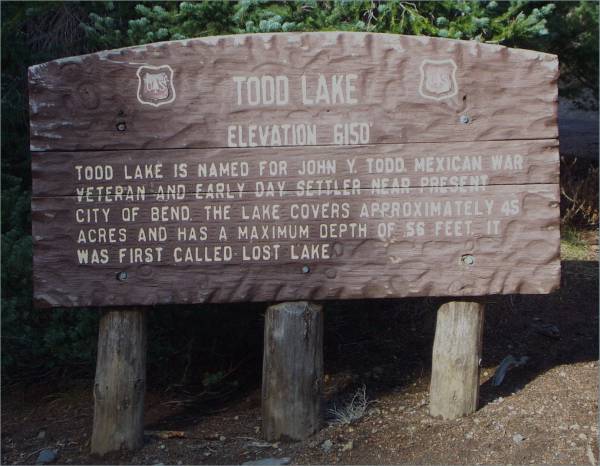 UAS
TODD LAKE
ELEVATION 6150'
TODD LAKE IS NAMED FOR JOHN Y. TODD, MEXICAN WAR
VETERAN AND EARLY DAY SETTLER NEAR PRESENT
CITY OF BEND. THE LAKE COVERS APPROXIMATELY 45
ACRES AND HAS A MAXIMUM DEPTH OF 56 FEET. IT
WAS FIRST CALLED LOST LAKE.